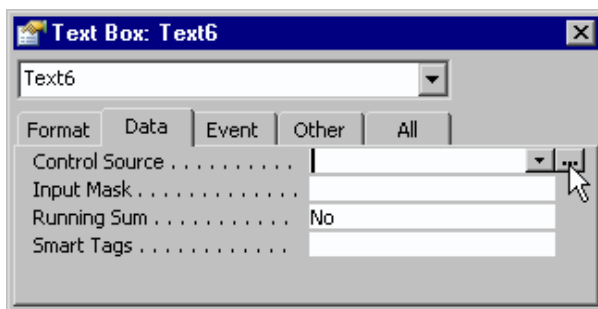 Text Box: Text6
Text6
Format Data Event Other All
Control Source . . . . . . . . . .
...
Input Mask . . . . . . . . . . . . .
Running Sum . . . . . . . . . . . No
Smart Tags . . . . . . . . . . . .